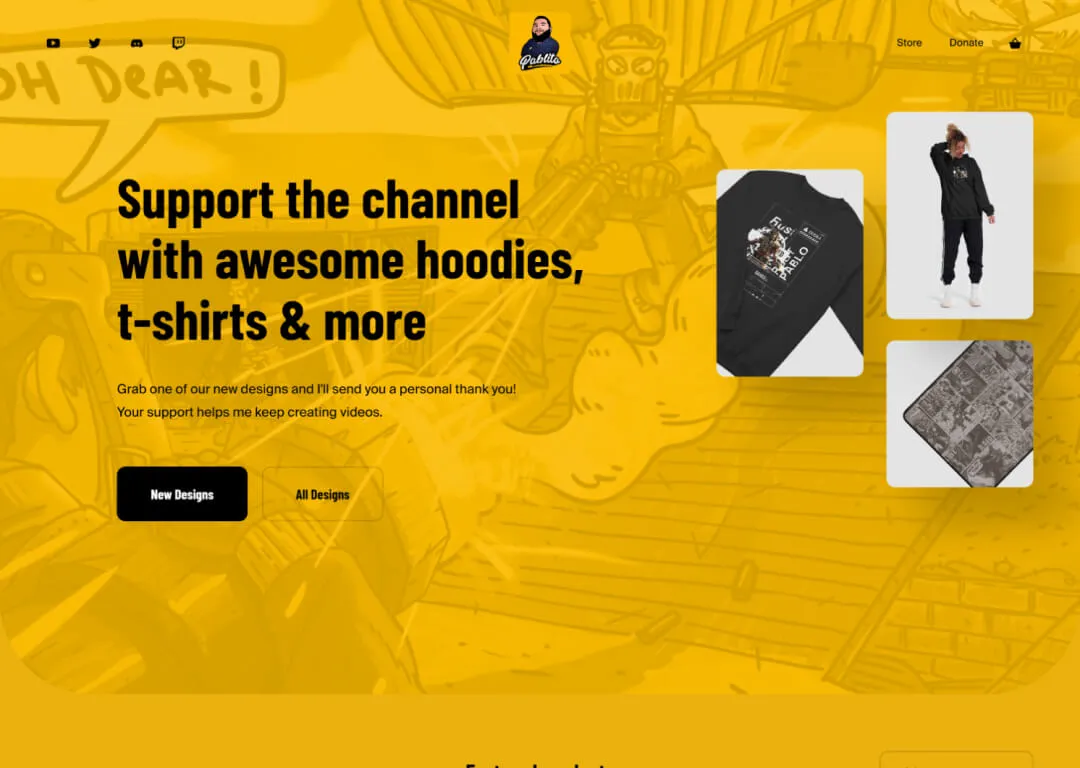 OH DeAR !
Pablito
Store
Donate
Support the channel
with awesome hoodies,
t-shirts & more
Grab one of our new designs and I'll send you a personal thank you!
Your support helps me keep creating videos.
New Designs
All Designs
PABLO